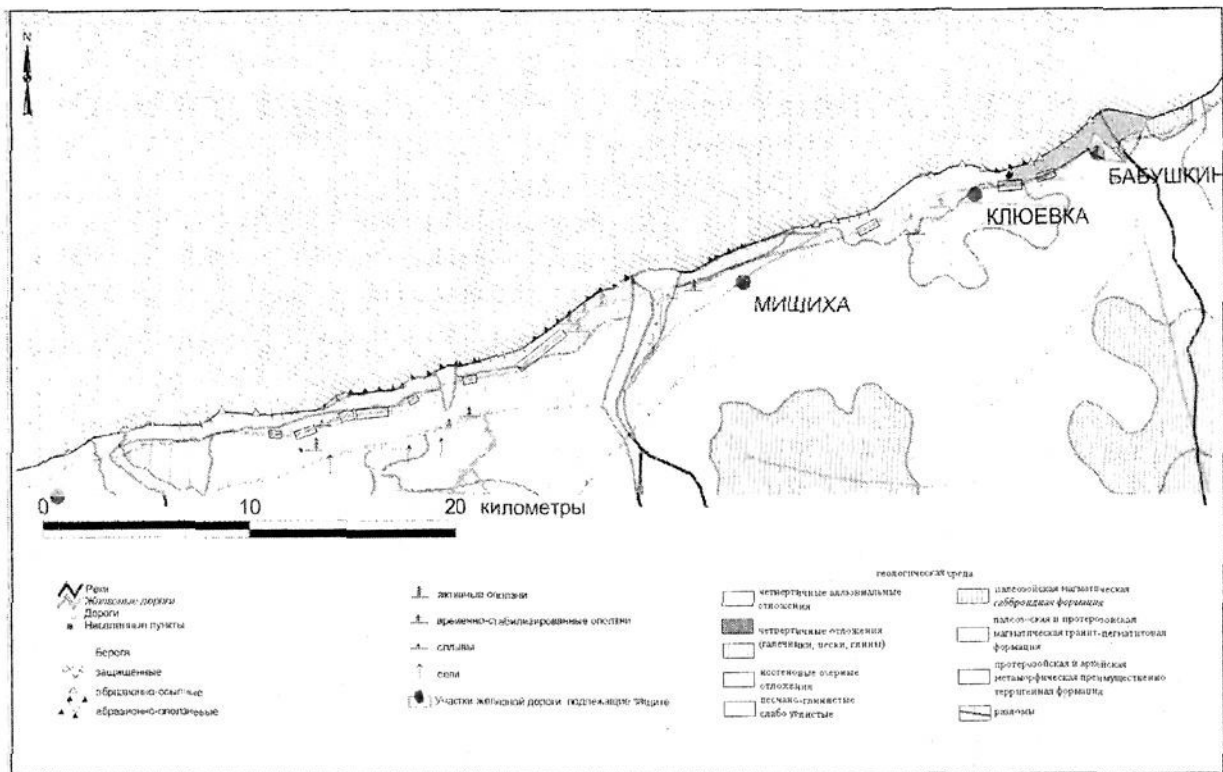 N
БАБУШКИН
КЛЮЕВКА
МИШИХА
0 10 20 километры
Реки
Железные дороги
Дороги
Населенные пункты
Берега
защищенные
абразионно-осыпные
абразионно-оползневые
активные оползни
временно-стабилизированные оползни
сплывы
сели
Участки железной дороги, подлежащие защите
геологическая среда
четвертичные аллювиальные
отложения
четвертичные отложения
(галечники, пески, глины)
озерные
отложения
песчано-глинистые
слабо
палеозойская магматическая
габброидная формация
палеозойская и протерозойская
магматическая гранит-пегматитовая
формация
протерозойская и архейская
метаморфическая преимущественно
терригенная формация
разломы